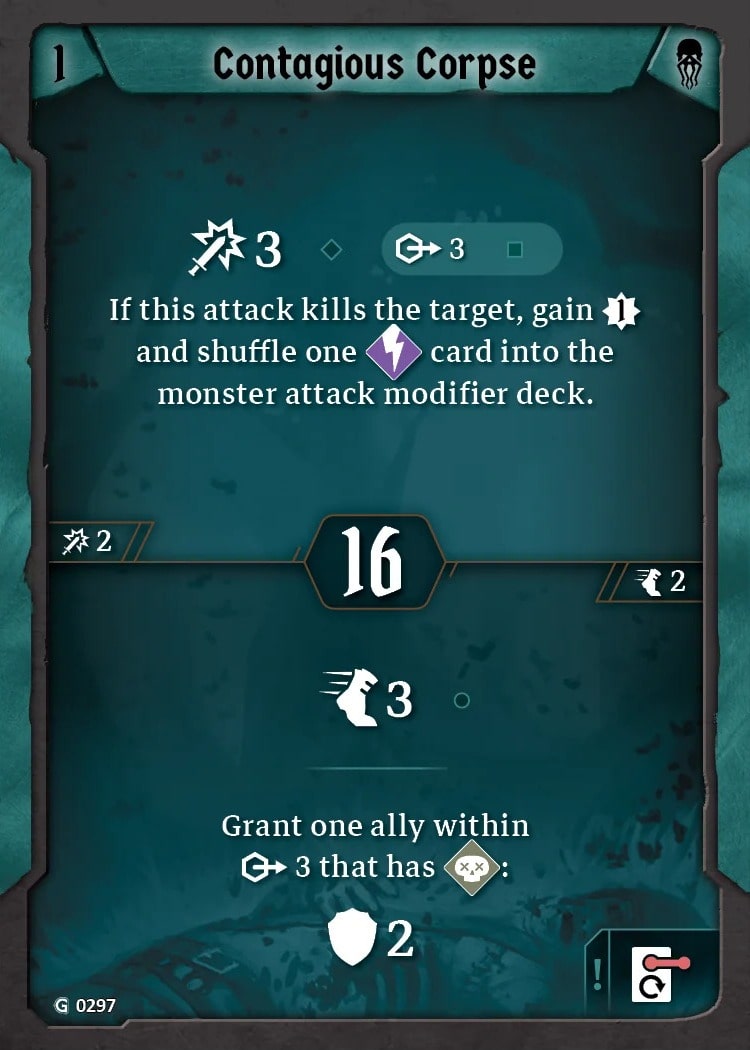 1
Contagious Corpse
3
3
If this attack kills the target, gain 1
and shuffle one card into the
monster attack modifier deck.
2
16
2
3
Grant one ally within
3 that has :
2
!
G 0297